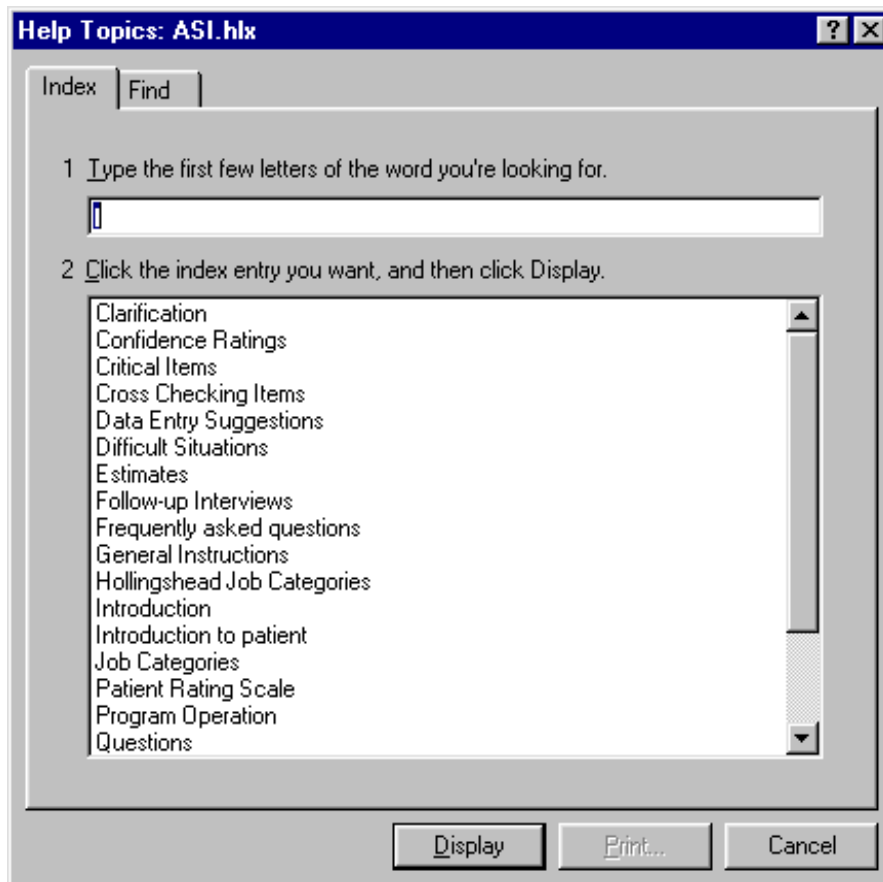 Help Topics: ASI.hlx
Index Find
1 Type the first few letters of the word you're looking for.
2 Click the index entry you want, and then click Display.
Clarification
Confidence Ratings
Critical Items
Cross Checking Items
Data Entry Suggestions
Difficult Situations
Estimates
Follow-up Interviews
Frequently asked questions
General Instructions
Hollingshead Job Categories
Introduction
Introduction to patient
Job Categories
Patient Rating Scale
Program Operation
Questions
Display Print... Cancel